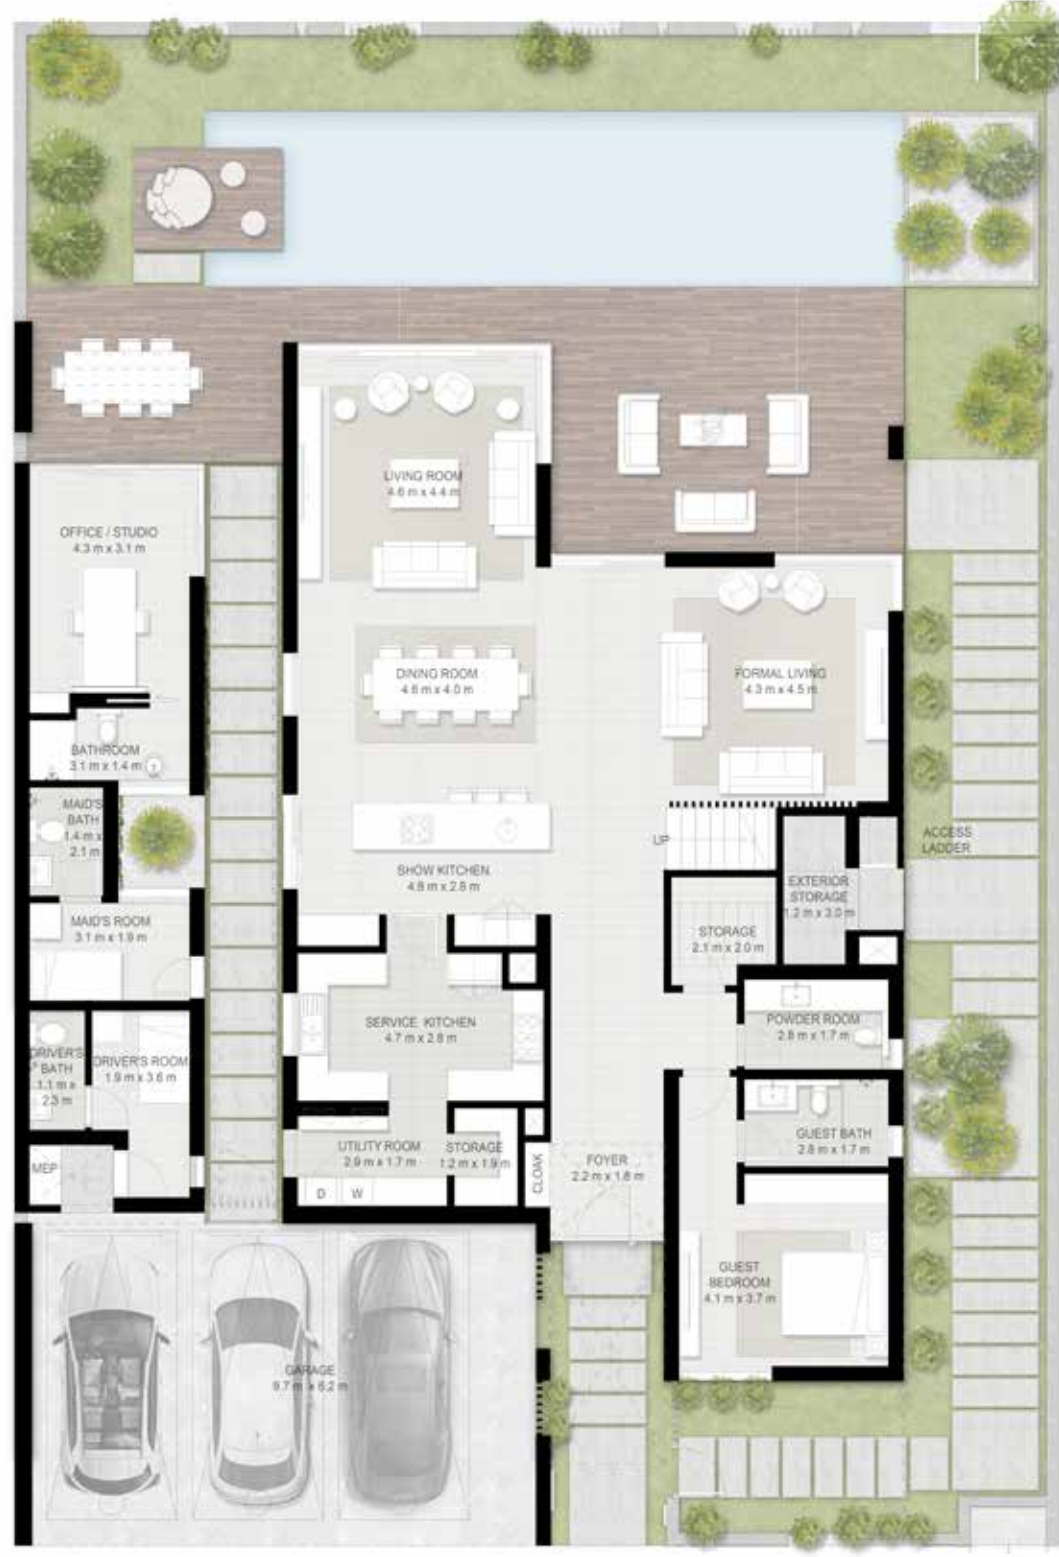 LIVING ROOM
4.6 m x 4.4 m
OFFICE / STUDIO
4.3 m x 3.1 m
DINING ROOM
4.6 m x 4.0 m
FORMAL LIVING
4.3 m x 4.5 m
BATHROOM
3.1 m x 1.4 m
MAID'S
BATH
1.4 m x
2.1 m
UP
ACCESS
LADDER
SHOW KITCHEN
4.8 m x 2.8 m
EXTERIOR
STORAGE
1.2 m x 3.0 m
MAID'S ROOM
3.1 m x 1.9 m
STORAGE
2.1 m x 2.0 m
SERVICE KITCHEN
4.7 m x 2.8 m
POWDER ROOM
2.8 m x 1.7 m
DRIVER'S
BATH
1.1 m x
2.3 m
DRIVER'S ROOM
1.9 m x 3.6 m
GUEST BATH
2.8 m x 1.7 m
UTILITY ROOM
2.9 m x 1.7 m
STORAGE
1.2 m x 1.9 m
CLOAK
FOYER
2.2 m x 1.8 m
MEP
D
W
GUEST
BEDROOM
4.1 m x 3.7 m
GARAGE
9.7 m x 6.2 m